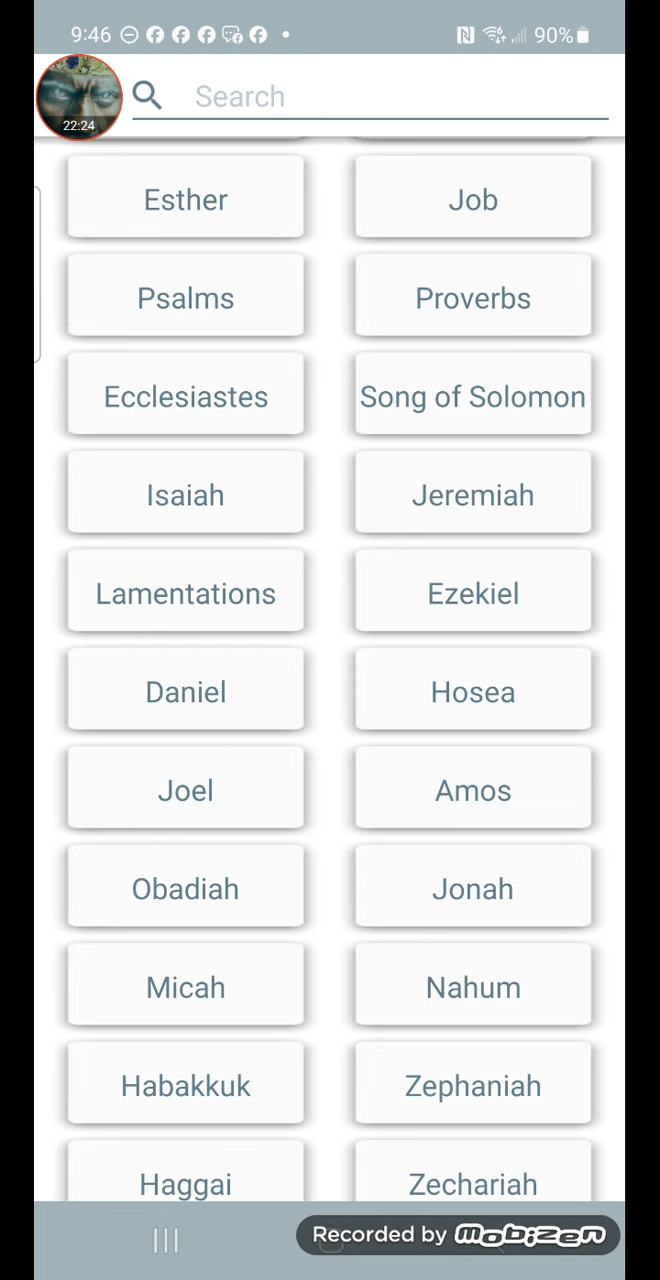 9:46
90%
22:24
Search
Esther
Job
Psalms
Proverbs
Ecclesiastes
Song of Solomon
Isaiah
Jeremiah
Lamentations
Ezekiel
Daniel
Hosea
Joel
Amos
Obadiah
Jonah
Micah
Nahum
Habakkuk
Zephaniah
Haggai
Zechariah
Recorded by mobizen